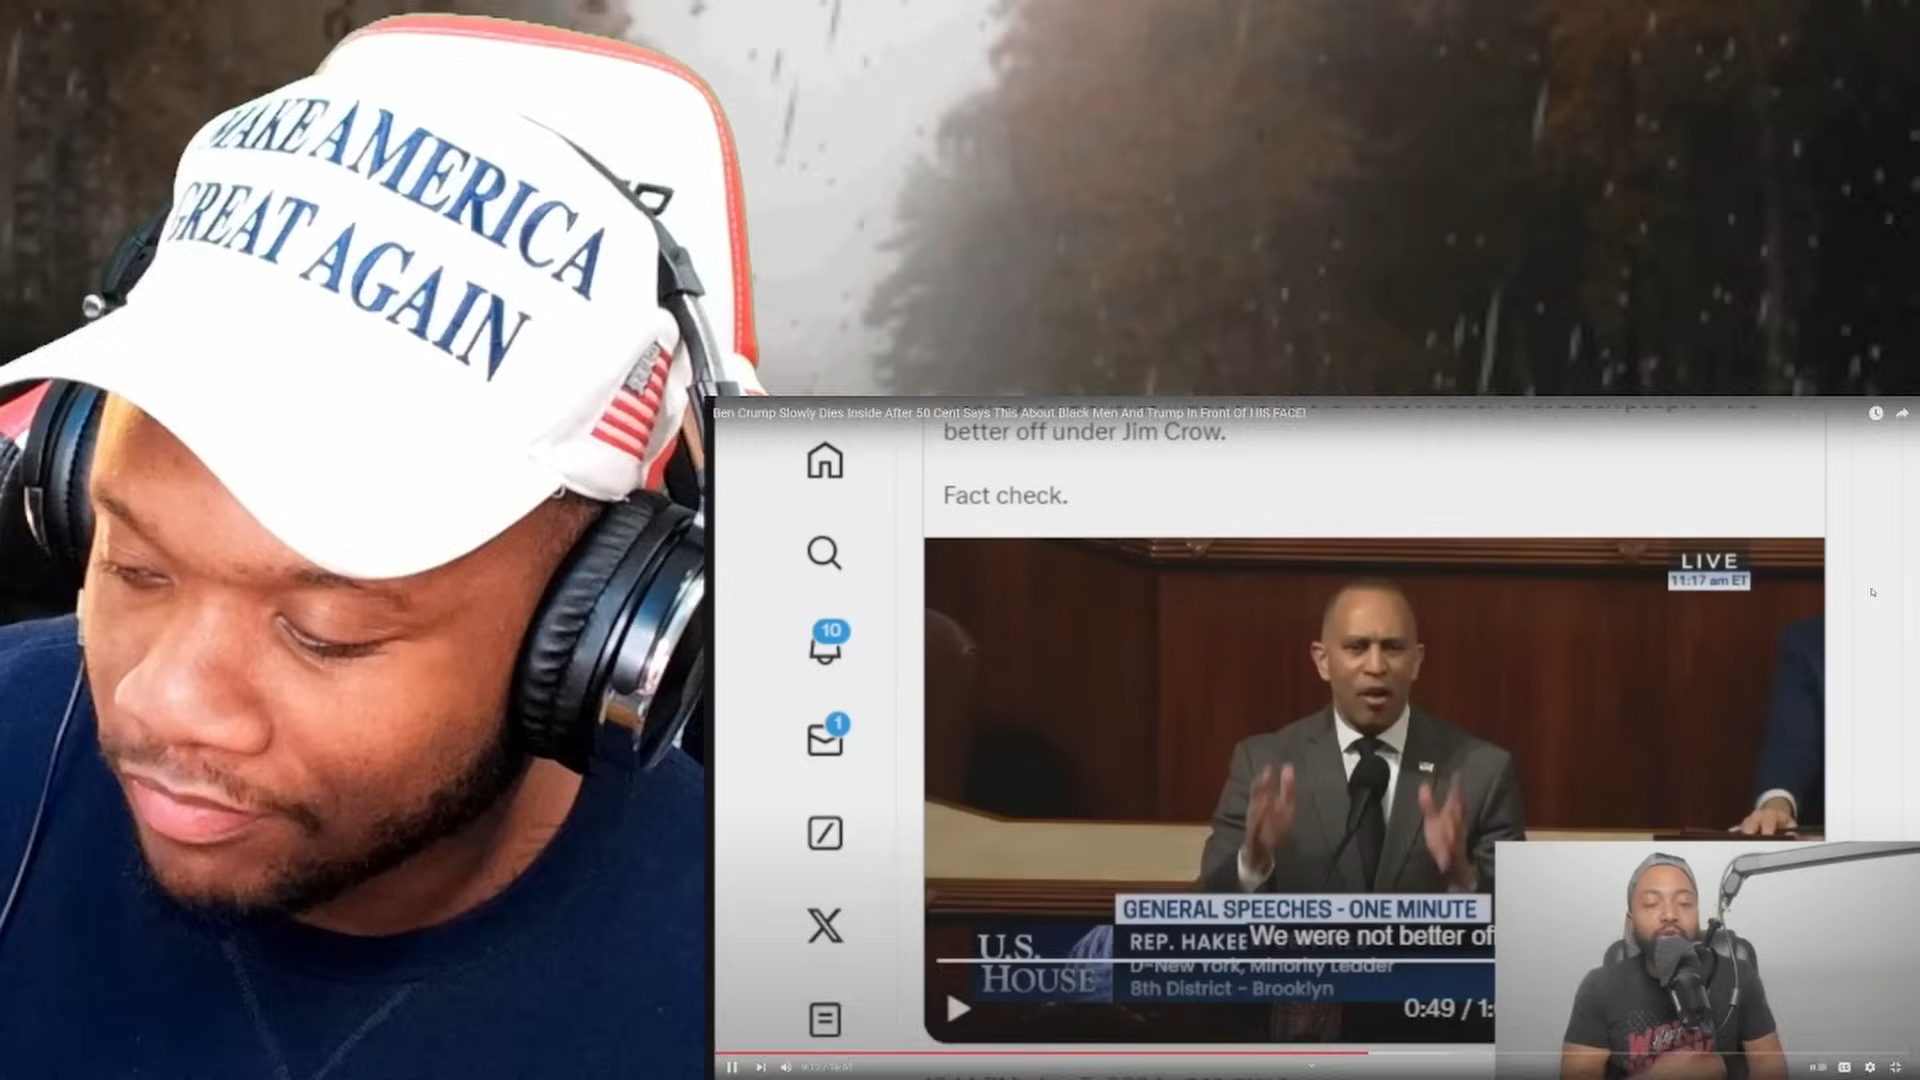 MAKE AMERICA
GREAT AGAIN
Ben Crump Slowly Dies Inside After 50 Cent Says This About Black Men And Trump In Front Of HIS FACE!
better off under Jim Crow.
Fact check.
LIVE
11:17 am ET
10
1
GENERAL SPEECHES - ONE MINUTE
We were not better of
U.S.
HOUSE
REP. HAKEE
D-New York, Minority Leader
8th District - Brooklyn
0:49 / 1: